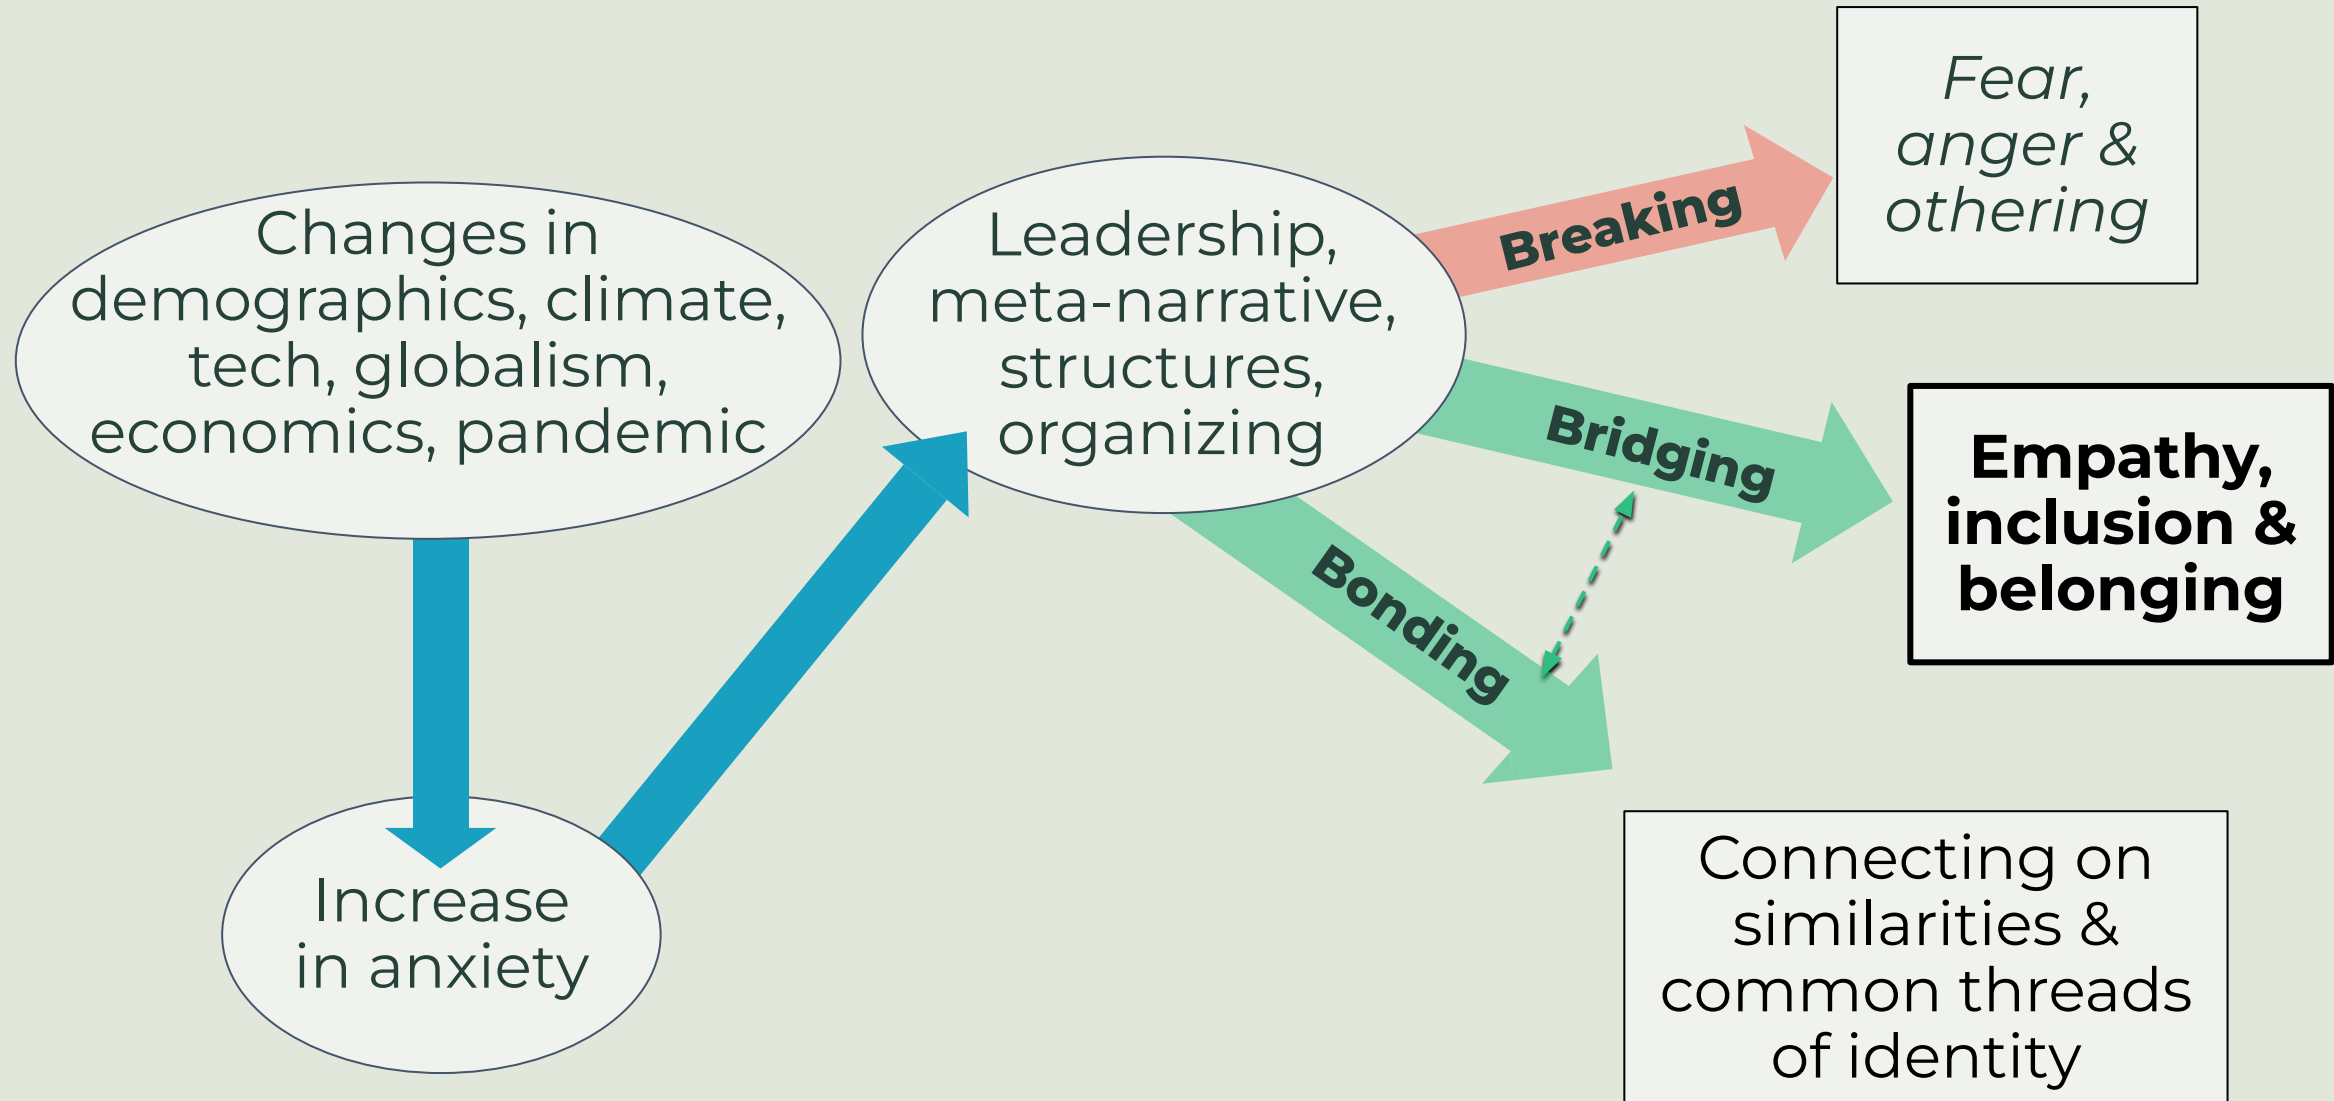 Changes in
demographics, climate,
tech, globalism,
economics, pandemic
Increase
in anxiety
Leadership,
meta-narrative,
structures,
organizing
Breaking
Fear,
anger &
othering
Bridging
Empathy,
inclusion &
belonging
Bonding
Connecting on
similarities &
common threads
of identity